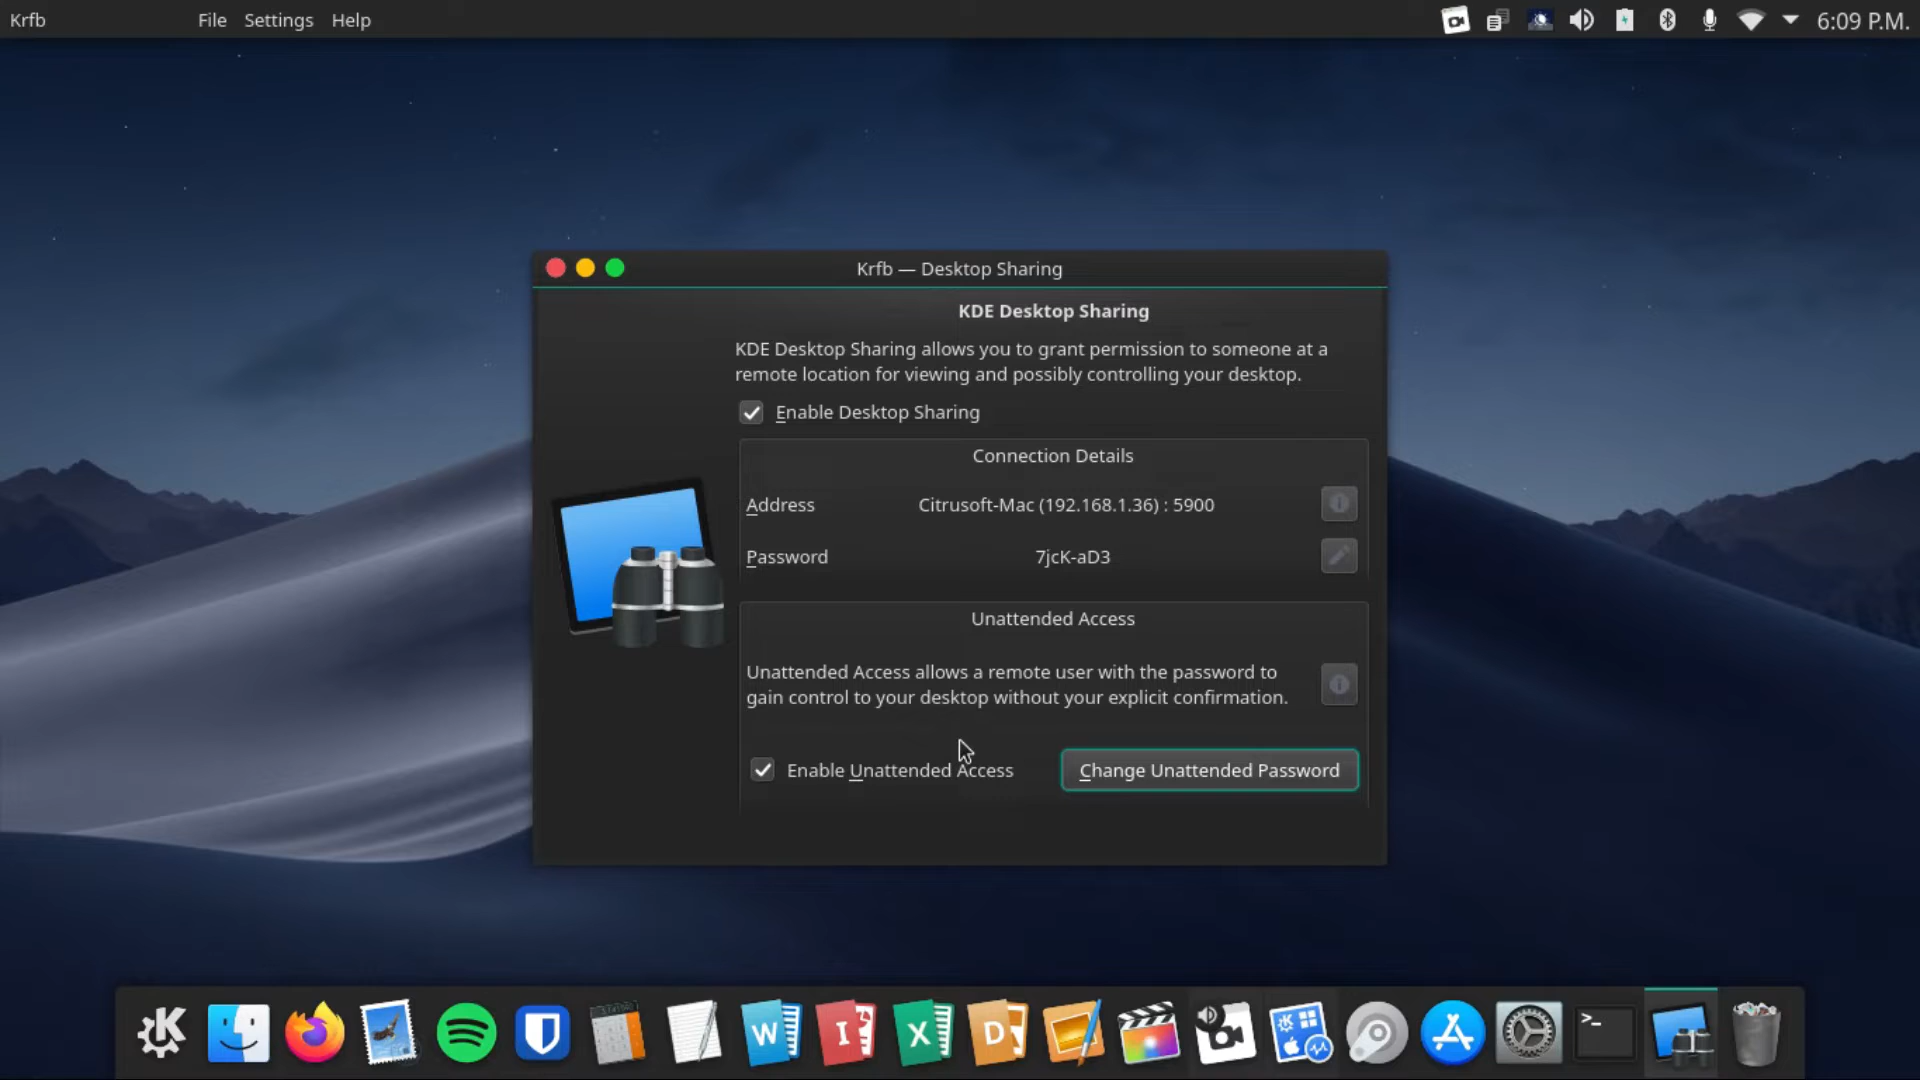 Krfb File Settings Help 6:09 P.M.
Krfb — Desktop Sharing
KDE Desktop Sharing
KDE Desktop Sharing allows you to grant permission to someone at a
remote location for viewing and possibly controlling your desktop.
Enable Desktop Sharing
Connection Details
Address Citrusoft-Mac (192.168.1.36) : 5900
Password 7jcK-aD3
Unattended Access
Unattended Access allows a remote user with the password to
gain control to your desktop without your explicit confirmation.
Enable Unattended Access Change Unattended Password
W I X D >_